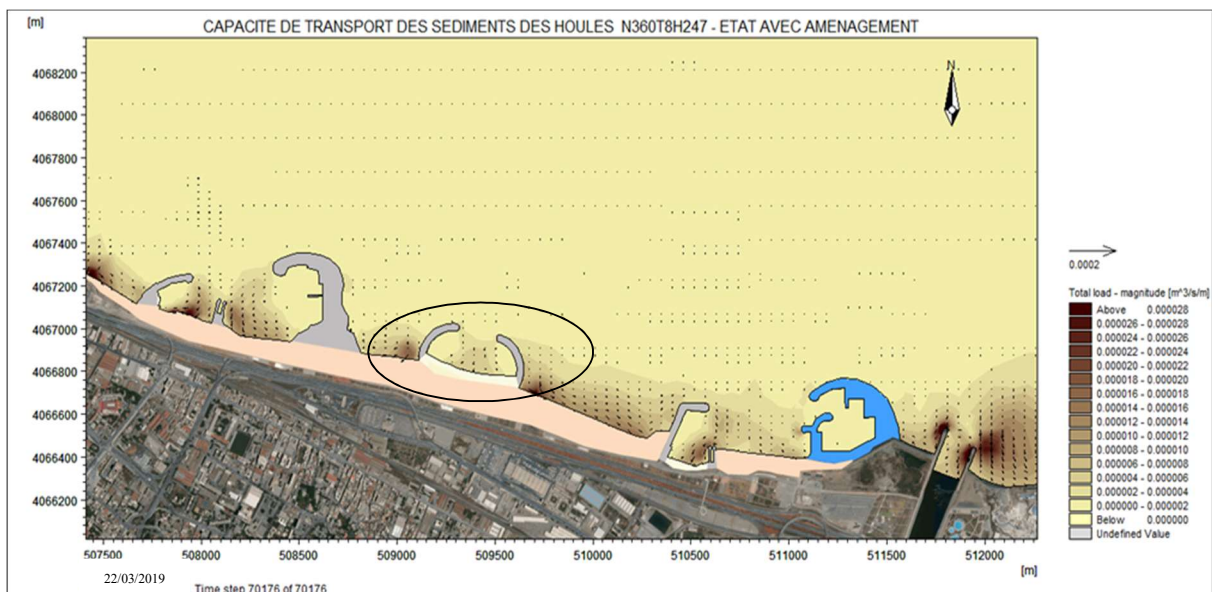 CAPACITE DE TRANSPORT DES SEDIMENTS DES HOULES N360T8H247 - ETAT AVEC AMENAGEMENT
[m]
4068200
4068000
4067800
4067600
4067400
4067200
4067000
4066800
4066600
4066400
4066200
N
0.0002
Total load - magnitude [m^3/s/m]
Above 0.000028
0.000026 - 0.000028
0.000024 - 0.000026
0.000022 - 0.000024
0.000020 - 0.000022
0.000018 - 0.000020
0.000016 - 0.000018
0.000014 - 0.000016
0.000012 - 0.000014
0.000010 - 0.000012
0.000008 - 0.000010
0.000006 - 0.000008
0.000004 - 0.000006
0.000002 - 0.000004
0.000000 - 0.000002
Below 0.000000
Undefined Value
507500 508000 508500 509000 509500 510000 510500 511000 511500 512000
[m]
22/03/2019
Time step 70176 of 70176